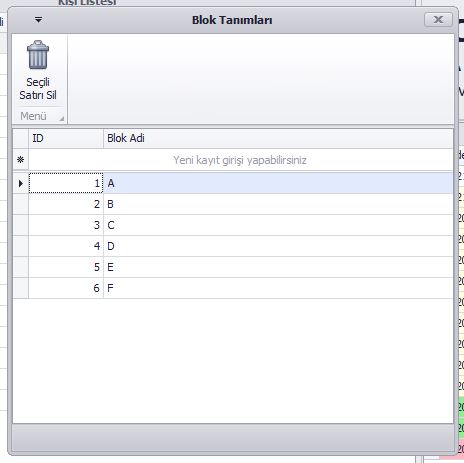 Kişi Listesi
Blok Tanımları
Seçili
Satırı Sil
Menü
ID Blok Adi
Yeni kayıt girişi yapabilirsiniz
1 A
2 B
3 C
4 D
5 E
6 F